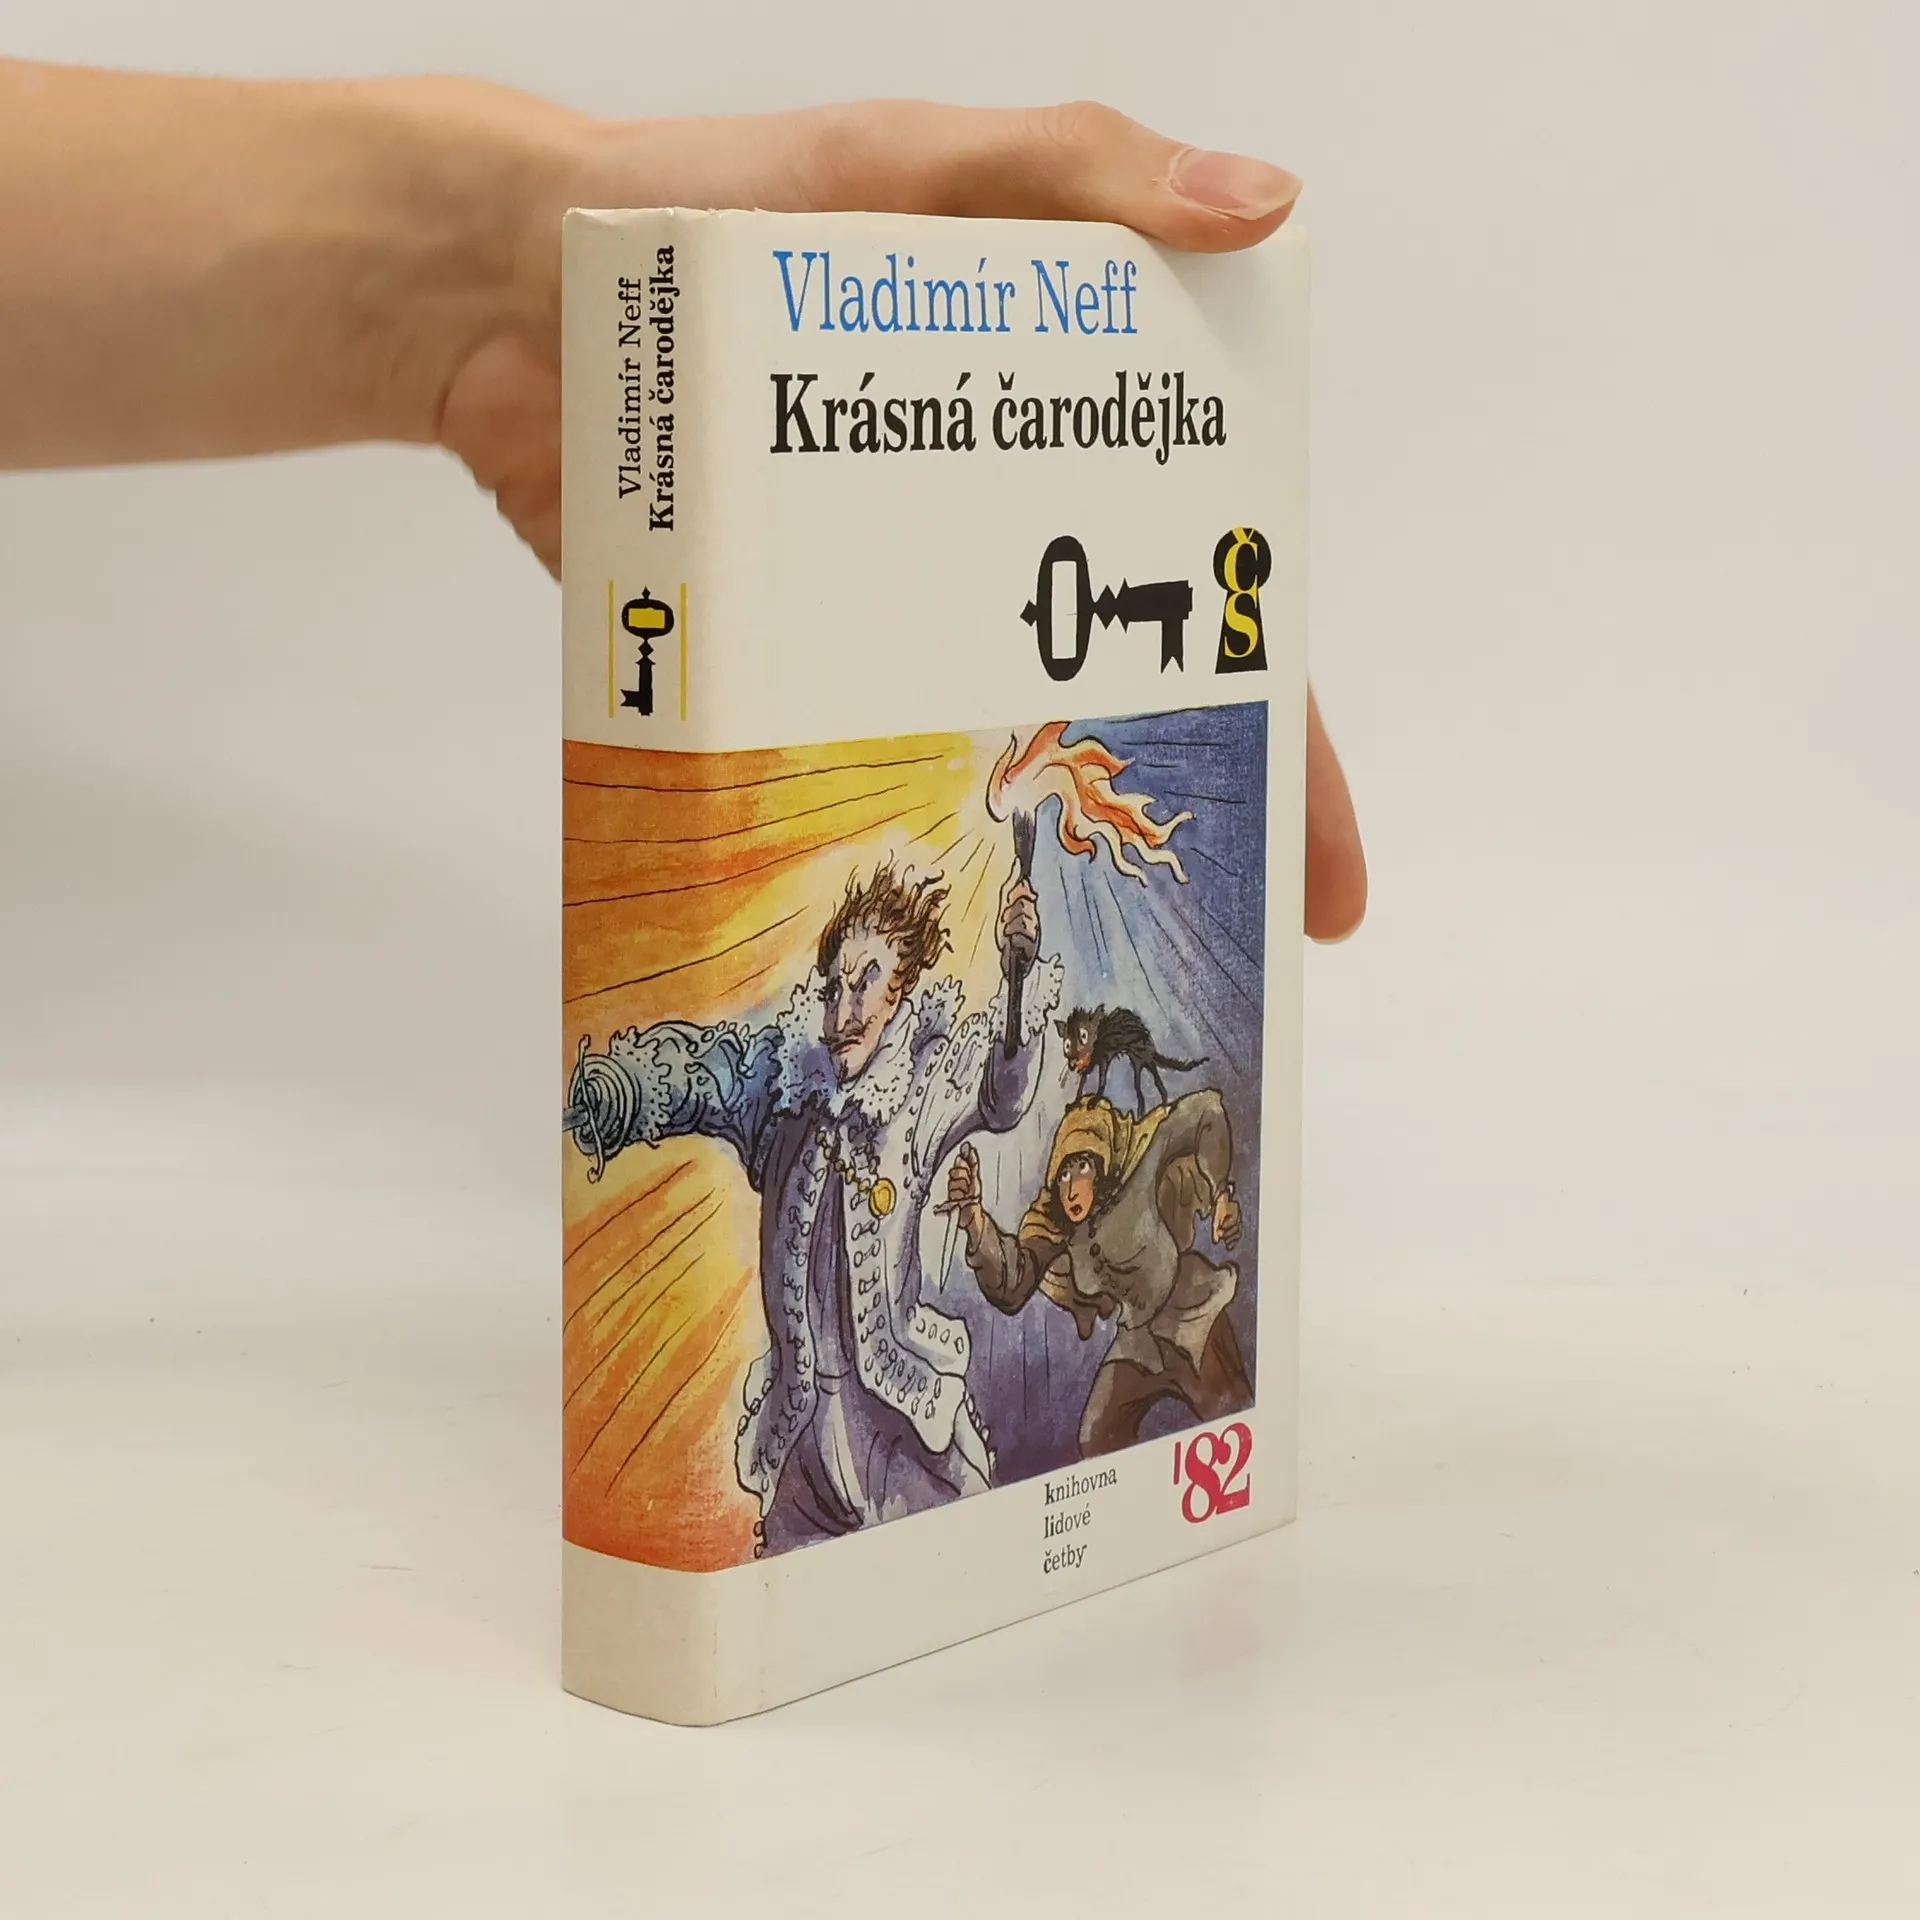 Vladimír Neff
Krásná čarodějka
Vladimír Neff
Krásná čarodějka
ČS
knihovna
lidové
četby
'82